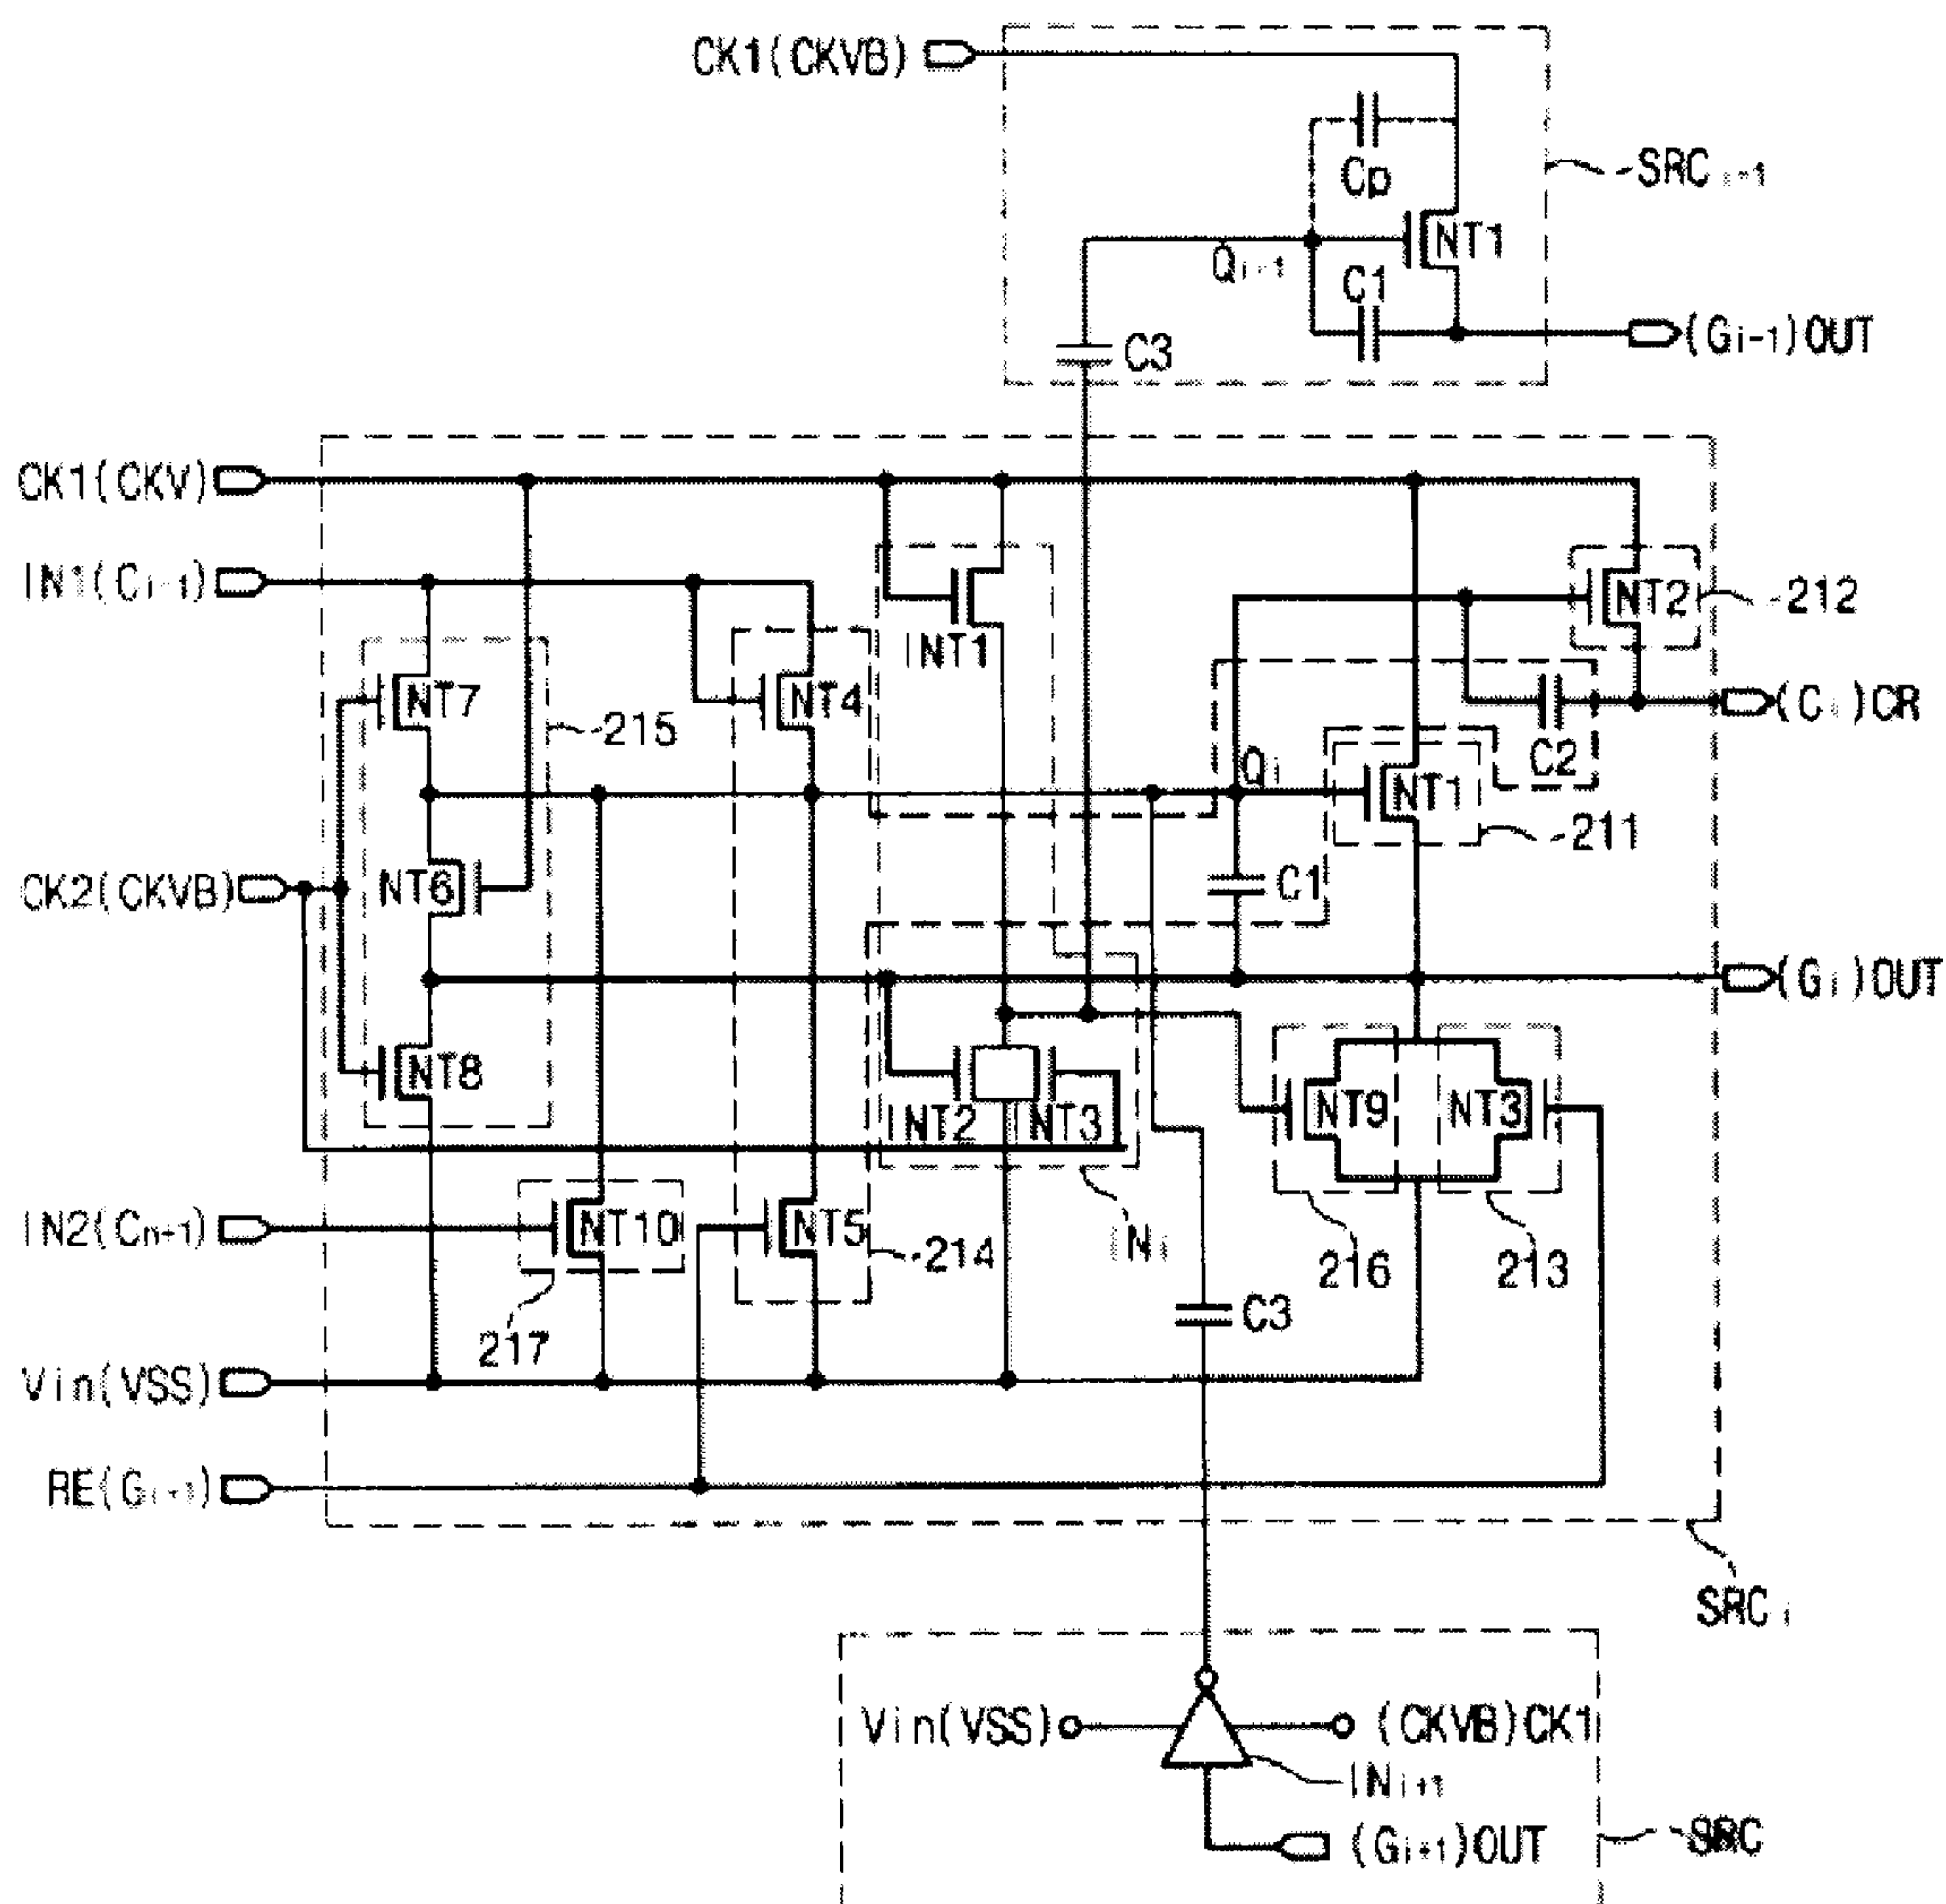 CK1(CKVB)
Cp
SRCi-1
NT1
Qi-1
C1
C3
(Gi-1)OUT
CK1(CKV)
IN1(Ci-1)
NT2
212
INT1
NT7
NT4
215
(Ci)CR
C2
Qi
NT1
211
CK2(CKVB)
NT6
C1
(Gi)OUT
NT8
INT2
INT3
NT9
NT3
IN2(Cn+1)
NT10
NT5
214
INi
216
213
C3
217
Vin(VSS)
RE(Gi+1)
SRCi
Vin(VSS)
(CKVB)CK1
INi+1
(Gi+1)OUT
SRC